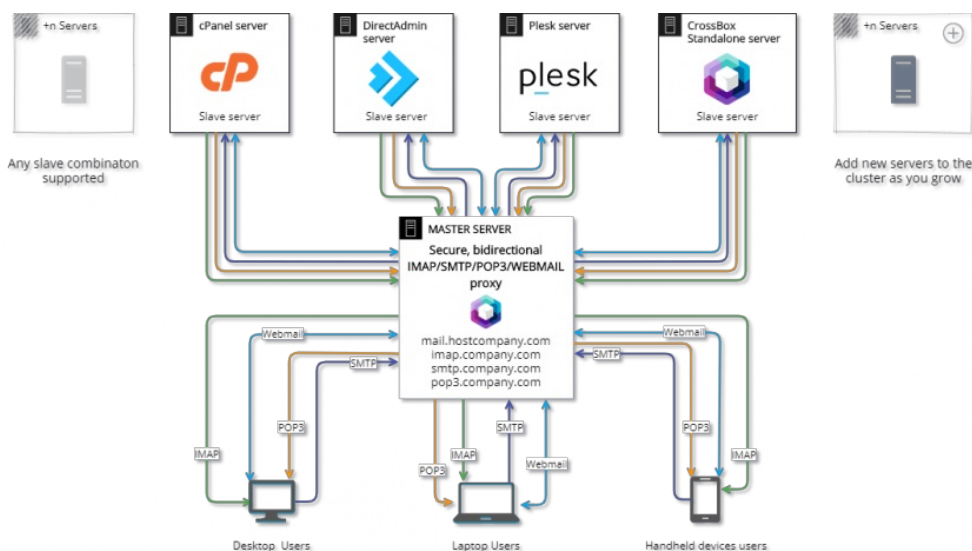 +n Servers
Any slave combinaton
supported
cPanel server
cP
Slave server
DirectAdmin
server
Slave server
Plesk server
plesk
Slave server
CrossBox
Standalone server
Slave server
+n Servers
Add new servers to the
cluster as you grow
MASTER SERVER
Secure, bidirectional
IMAP/SMTP/POP3/WEBMAIL
proxy
mail.hostcompany.com
imap.company.com
smtp.company.com
pop3.company.com
Webmail
SMTP
POP3
IMAP
Desktop Users
POP3
IMAP
SMTP
Webmail
Laptop Users
Webmail
SMTP
POP3
IMAP
Handheld devices users